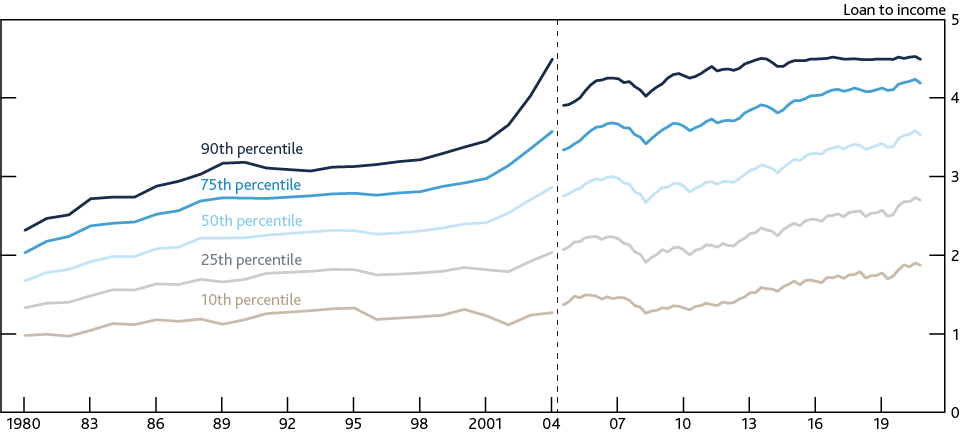 Loan to income
5
4
3
2
1
0
90th percentile
75th percentile
50th percentile
25th percentile
10th percentile
1980 83 86 89 92 95 98 2001 04 07 10 13 16 19